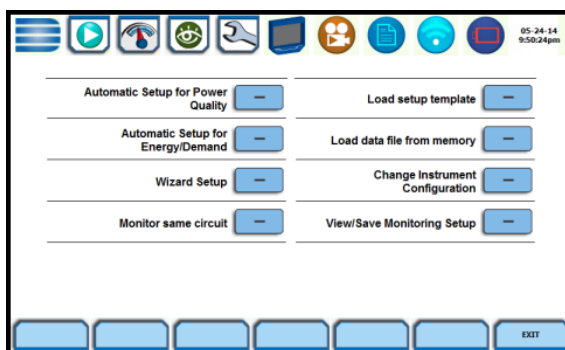 05-24-14
9:50:24pm
Automatic Setup for Power
Quality
Load setup template
Automatic Setup for
Energy/Demand
Load data file from memory
Wizard Setup
Change Instrument
Configuration
Monitor same circuit
View/Save Monitoring Setup
EXIT